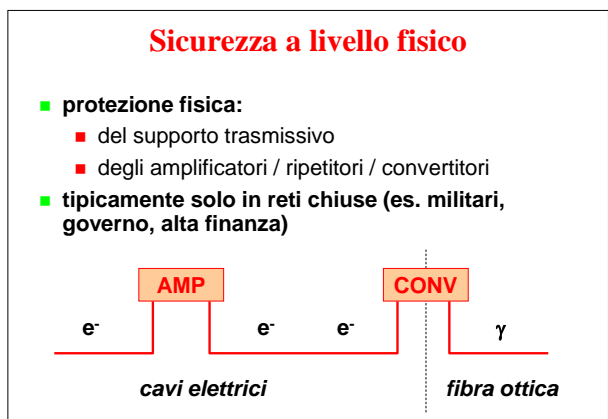 Sicurezza a livello fisico
protezione fisica:
del supporto trasmissivo
degli amplificatori / ripetitori / convertitori
tipicamente solo in reti chiuse (es. militari,
governo, alta finanza)
AMP CONV
e- e- e- γ
cavi elettrici fibra ottica